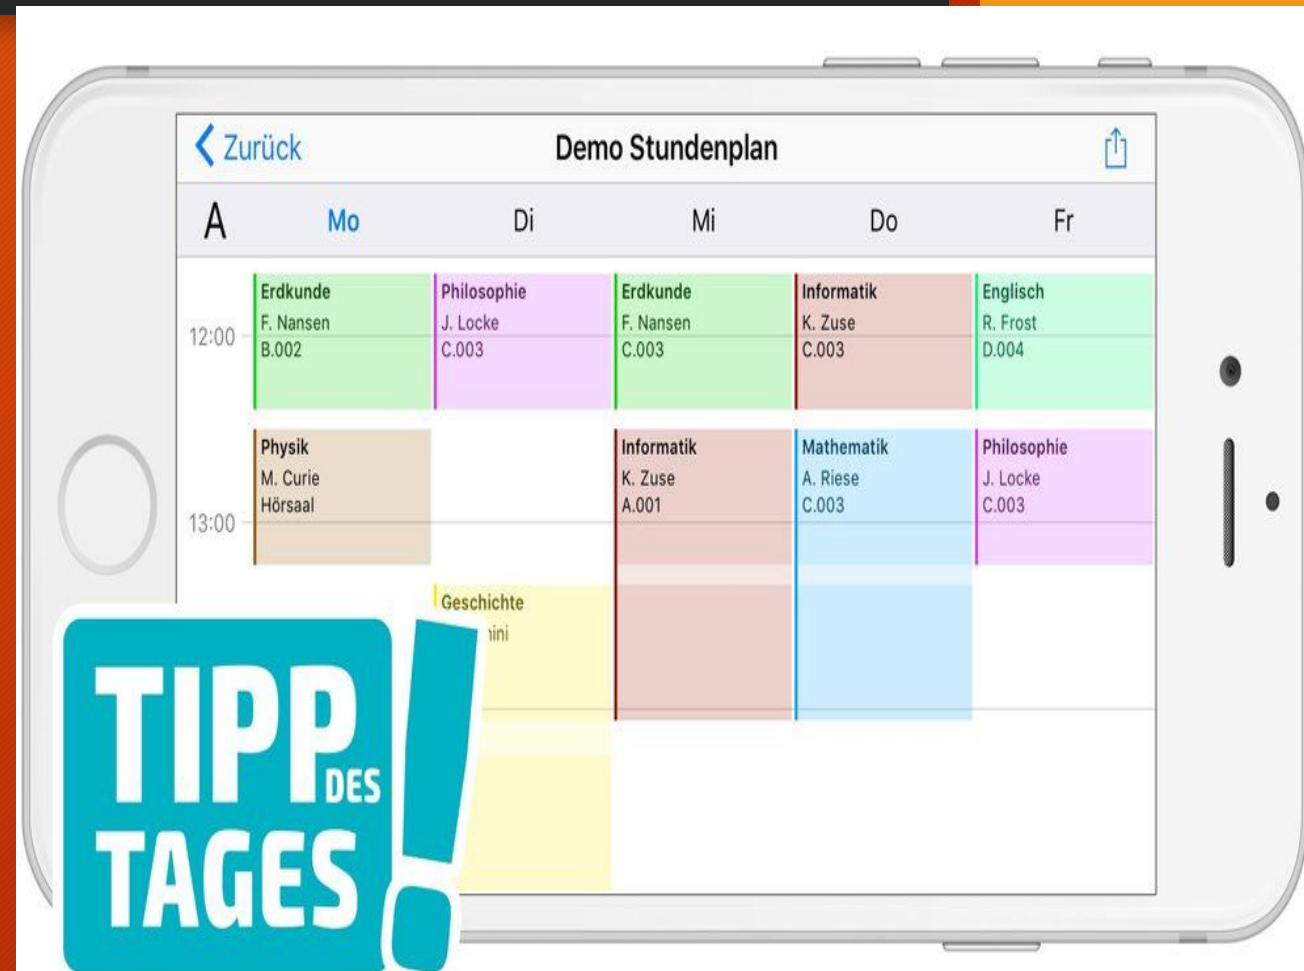 Zurück
Demo Stundenplan
A Mo Di Mi Do Fr
12:00
13:00
Erdkunde
F. Nansen
B.002
Physik
M. Curie
Hörsaal
Philosophie
J. Locke
C.003
Geschichte
Erdkunde
F. Nansen
C.003
Informatik
K. Zuse
A.001
Informatik
K. Zuse
C.003
Mathematik
A. Riese
C.003
Englisch
R. Frost
D.004
Philosophie
J. Locke
C.003
TIPP
DES
TAGES!